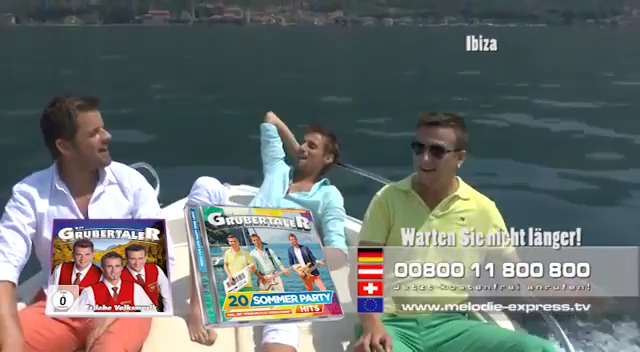 Ibiza
GRUBERTALER
GRUBERTALER
20 SOMMER PARTY
HITS
Warten Sie nicht länger!
00800 11 800 800
Jetzt kostenfrei anrufen!
www.melodie-express.tv